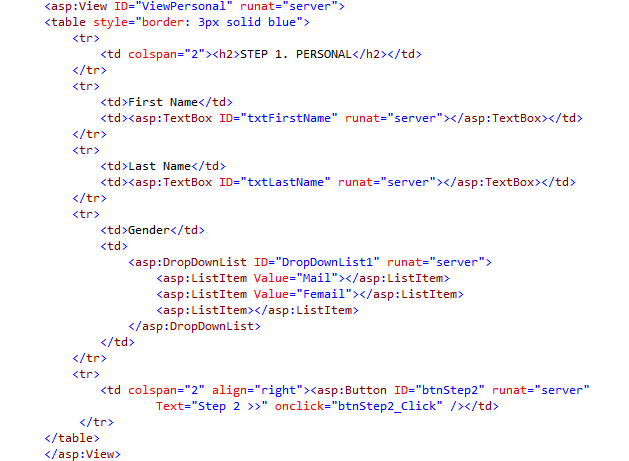 <asp:View ID="ViewPersonal" runat="server">
<table style="border: 3px solid blue">
<tr>
<td colspan="2"><h2>STEP 1. PERSONAL</h2></td>
</tr>
<tr>
<td>First Name</td>
<td><asp:TextBox ID="txtFirstName" runat="server"></asp:TextBox></td>
</tr>
<tr>
<td>Last Name</td>
<td><asp:TextBox ID="txtLastName" runat="server"></asp:TextBox></td>
</tr>
<tr>
<td>Gender</td>
<td>
<asp:DropDownList ID="DropDownList1" runat="server">
<asp:ListItem Value="Mail"></asp:ListItem>
<asp:ListItem Value="Femail"></asp:ListItem>
<asp:ListItem></asp:ListItem>
</asp:DropDownList>
</td>
</tr>
<tr>
<td colspan="2" align="right"><asp:Button ID="btnStep2" runat="server"
Text="Step 2 >>" onclick="btnStep2_Click" /></td>
</tr>
</table>
</asp:View>